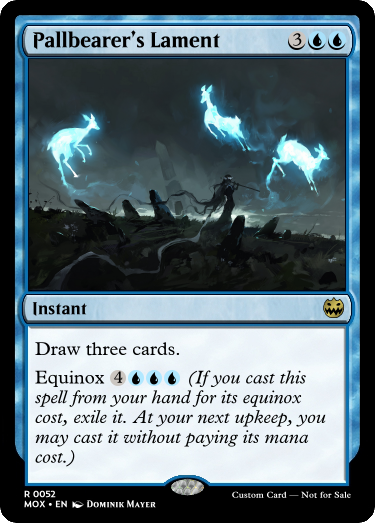 Pallbearer's Lament 3
Instant
Draw three cards.
Equinox 4 (If you cast this
spell from your hand for its equinox
cost, exile it. At your next upkeep, you
may cast it without paying its mana
cost.)
R 0052
MOX • EN Dominik Mayer
Custom Card — Not for Sale